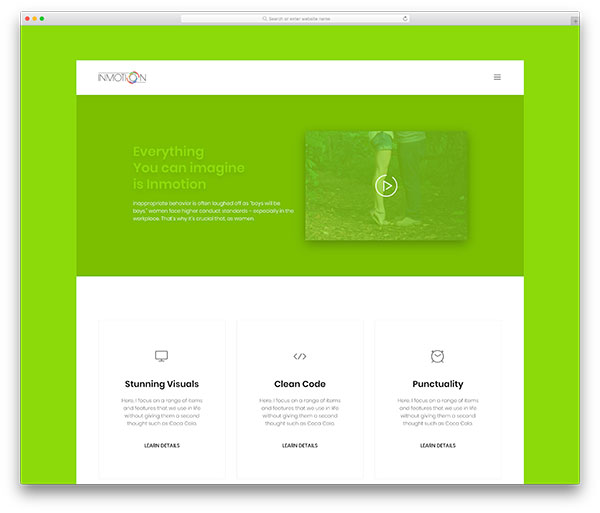 Search or enter website name
INMOTION
Everything
You can imagine
is Inmotion
Inappropriate behavior is often laughed off as "boys will be
boys," women face higher conduct standards – especially in the
workplace. That's why it's crucial that, as women.
Stunning Visuals
Here, I focus on a range of items
and features that we use in life
without giving them a second
thought such as Coca Cola.
LEARN DETAILS
Clean Code
Here, I focus on a range of items
and features that we use in life
without giving them a second
thought such as Coca Cola.
LEARN DETAILS
Punctuality
Here, I focus on a range of items
and features that we use in life
without giving them a second
thought such as Coca Cola.
LEARN DETAILS